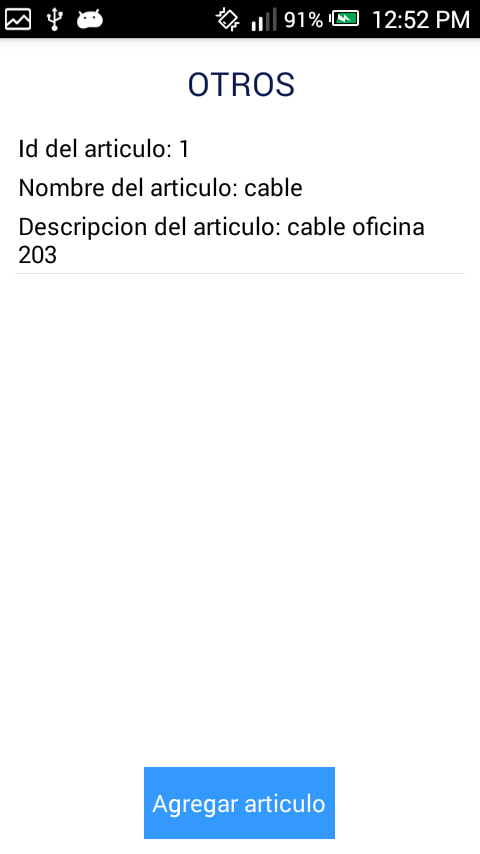 91% 12:52 PM
OTROS
Id del articulo: 1
Nombre del articulo: cable
Descripcion del articulo: cable oficina
203
Agregar articulo